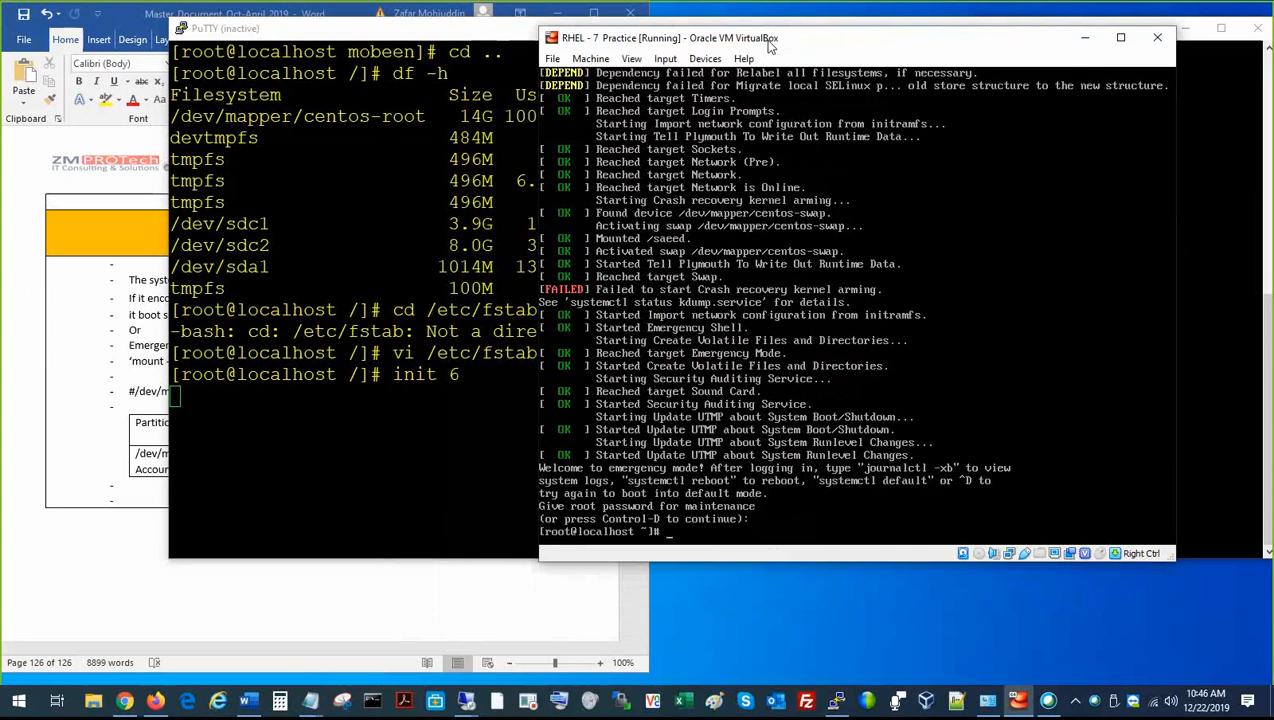 Master Document Oct-April 2019 - Word
Zafar Mohiuddin
Home
Insert
Design
Paste
Clipboard
Calibri (Body)
B
I
U
Font
ZMPROTech
IT Consulting & Solutions
- The syst
- If it enco
it boot s
- Or
- Emergen
- 'mount -
- #/dev/m
Partitic
/dev/m
Accoun
Page 126 of 126
8899 words
100%
PuTTY (inactive)
[root@localhost mobeen]# cd ..
[root@localhost /]# df -h
Filesystem Size Us
/dev/mapper/centos-root 14G 100
devtmpfs 484M
tmpfs 496M
tmpfs 496M 6.
tmpfs 496M
/dev/sdc1 3.9G 1
/dev/sdc2 8.0G 3
/dev/sda1 1014M 13
tmpfs 100M
[root@localhost /]# cd /etc/fstab
-bash: cd: /etc/fstab: Not a dire
[root@localhost /]# vi /etc/fstab
[root@localhost /]# init 6
RHEL - 7 Practice [Running] - Oracle VM VirtualBox
File Machine View Input Devices Help
[DEPEND] Dependency failed for Relabel all filesystems, if necessary.
[DEPEND] Dependency failed for Migrate local SELinux p... old store structure to the new structure.
[ OK ] Reached target Timers.
[ OK ] Reached target Login Prompts.
Starting Import network configuration from initramfs...
Starting Tell Plymouth To Write Out Runtime Data...
[ OK ] Reached target Sockets.
[ OK ] Reached target Network (Pre).
[ OK ] Reached target Network.
[ OK ] Reached target Network is Online.
Starting Crash recovery kernel arming...
[ OK ] Found device /dev/mapper/centos-swap.
Activating swap /dev/mapper/centos-swap...
[ OK ] Mounted /saeed.
[ OK ] Activated swap /dev/mapper/centos-swap.
[ OK ] Started Tell Plymouth To Write Out Runtime Data.
[ OK ] Reached target Swap.
[FAILED] Failed to start Crash recovery kernel arming.
See 'systemctl status kdump.service' for details.
[ OK ] Started Import network configuration from initramfs.
[ OK ] Started Emergency Shell.
Starting Create Volatile Files and Directories...
[ OK ] Reached target Emergency Mode.
[ OK ] Started Create Volatile Files and Directories.
Starting Security Auditing Service...
[ OK ] Reached target Sound Card.
[ OK ] Started Security Auditing Service.
Starting Update UTMP about System Boot/Shutdown...
[ OK ] Started Update UTMP about System Boot/Shutdown.
Starting Update UTMP about System Runlevel Changes...
[ OK ] Started Update UTMP about System Runlevel Changes.
Welcome to emergency mode! After logging in, type "journalctl -xb" to view
system logs, "systemctl reboot" to reboot, "systemctl default" or ^D to
try again to boot into default mode.
Give root password for maintenance
(or press Control-D to continue):
[root@localhost ~]# _
Right Ctrl
10:46 AM
12/22/2019